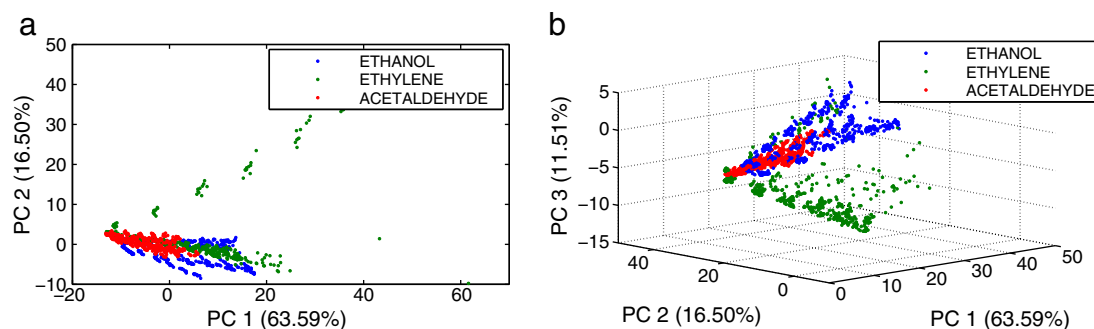 a
50
40
30
20
10
0
−10
−20
0
20
40
60
PC 2 (16.50%)
PC 1 (63.59%)
ETHANOL
ETHYLENE
ACETALDEHYDE
b
5
0
−5
−10
−15
40
20
0
0
10
20
30
40
50
PC 3 (11.51%)
PC 2 (16.50%)
PC 1 (63.59%)
ETHANOL
ETHYLENE
ACETALDEHYDE